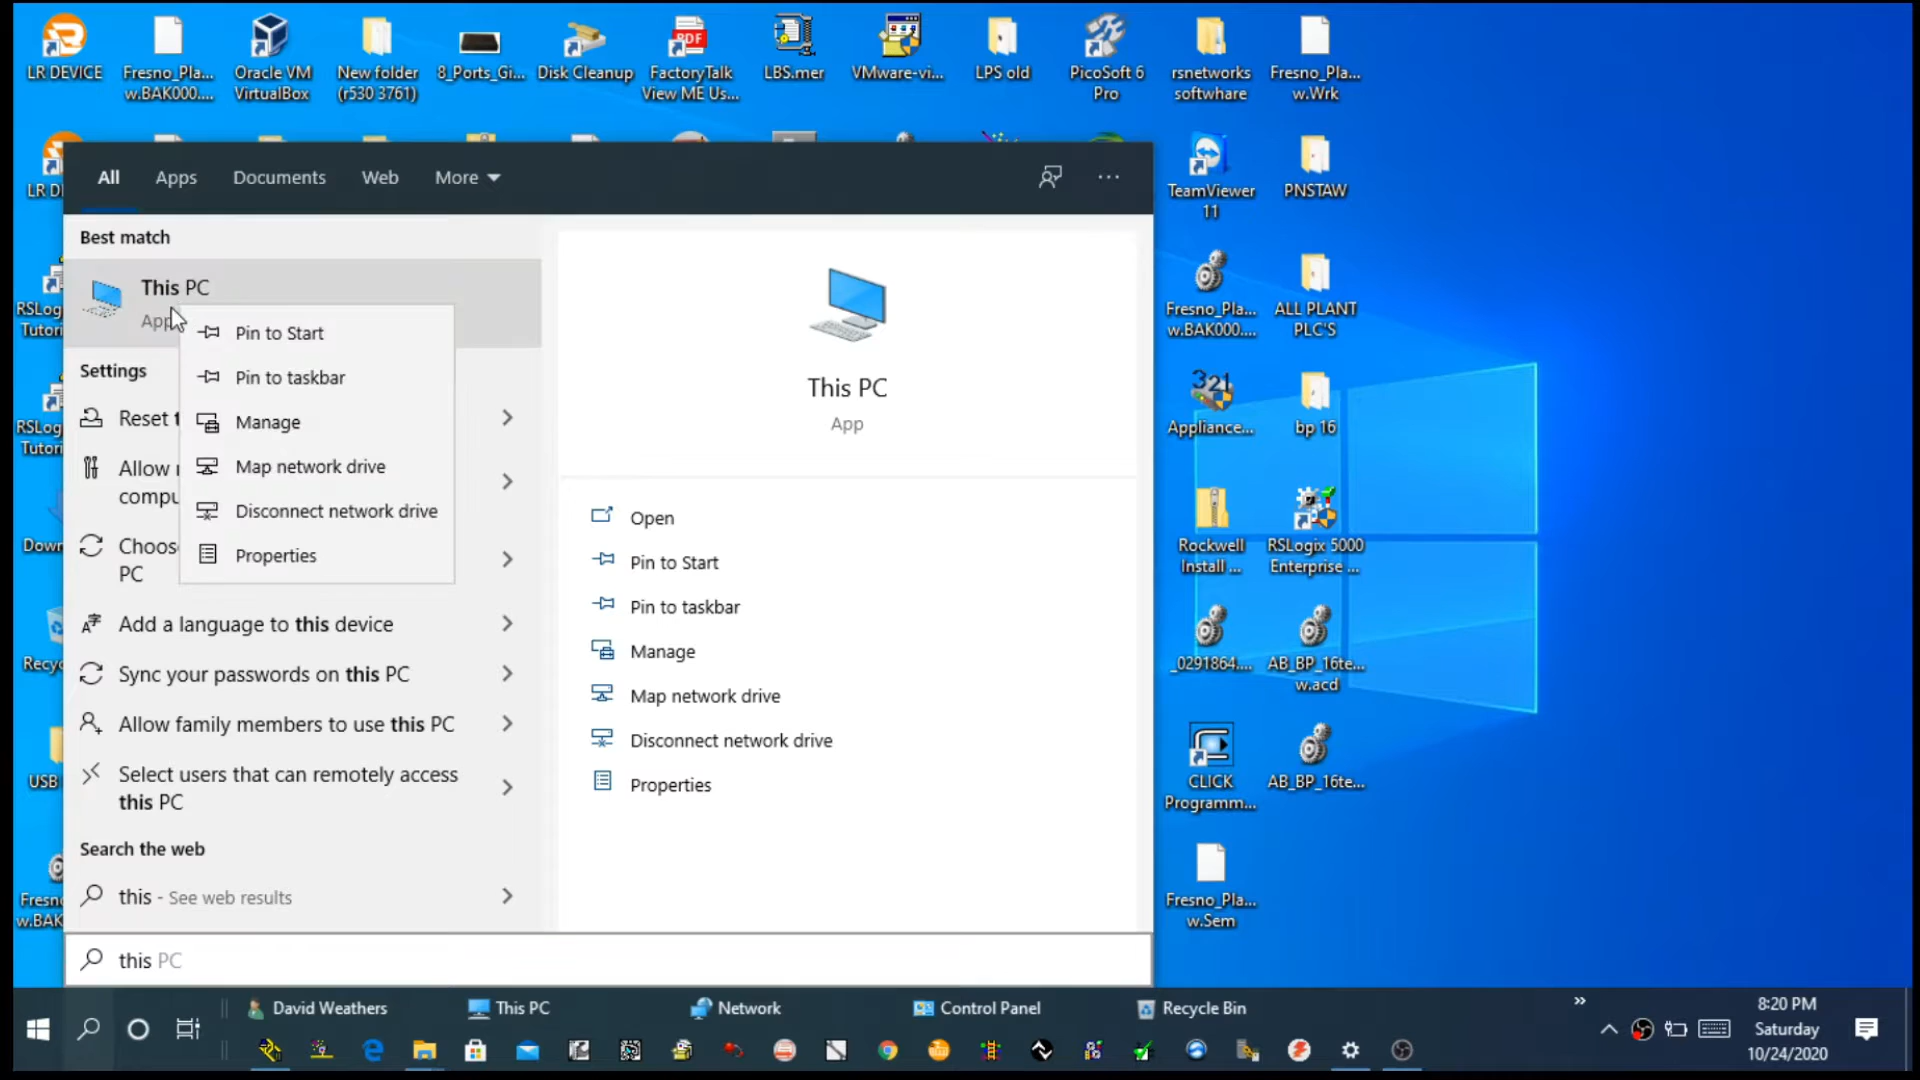 LR DEVICE
Fresno_Pla...
w.BAK000....
Oracle VM
VirtualBox
New folder
(r530 3761)
8_Ports_Gi...
Disk Cleanup
FactoryTalk
View ME Us...
LBS.mer
VMware-vi...
LPS old
PicoSoft 6
Pro
rsnetworks
softwhare
Fresno_Pla...
w.Wrk
LR D
TeamViewer
11
PNSTAW
RSLog
Tutori
Fresno_Pla...
w.BAK000....
ALL PLANT
PLC'S
RSLog
Tutori
Appliance...
bp 16
Down
Rockwell
Install ...
RSLogix 5000
Enterprise ...
Recy
_0291864....
AB_BP_16te...
w.acd
USB
CLICK
Programm...
AB_BP_16te...
Fresn
w.BAK
Fresno_Pla...
w.Sem
All
Apps
Documents
Web
More
Best match
This PC
App
Pin to Start
Pin to taskbar
Manage
Map network drive
Disconnect network drive
Properties
Settings
Reset t
Allow
compu
Choos
PC
Add a language to this device
Sync your passwords on this PC
Allow family members to use this PC
Select users that can remotely access
this PC
Search the web
this - See web results
this PC
This PC
App
Open
Pin to Start
Pin to taskbar
Manage
Map network drive
Disconnect network drive
Properties
David Weathers
This PC
Network
Control Panel
Recycle Bin
8:20 PM
Saturday
10/24/2020